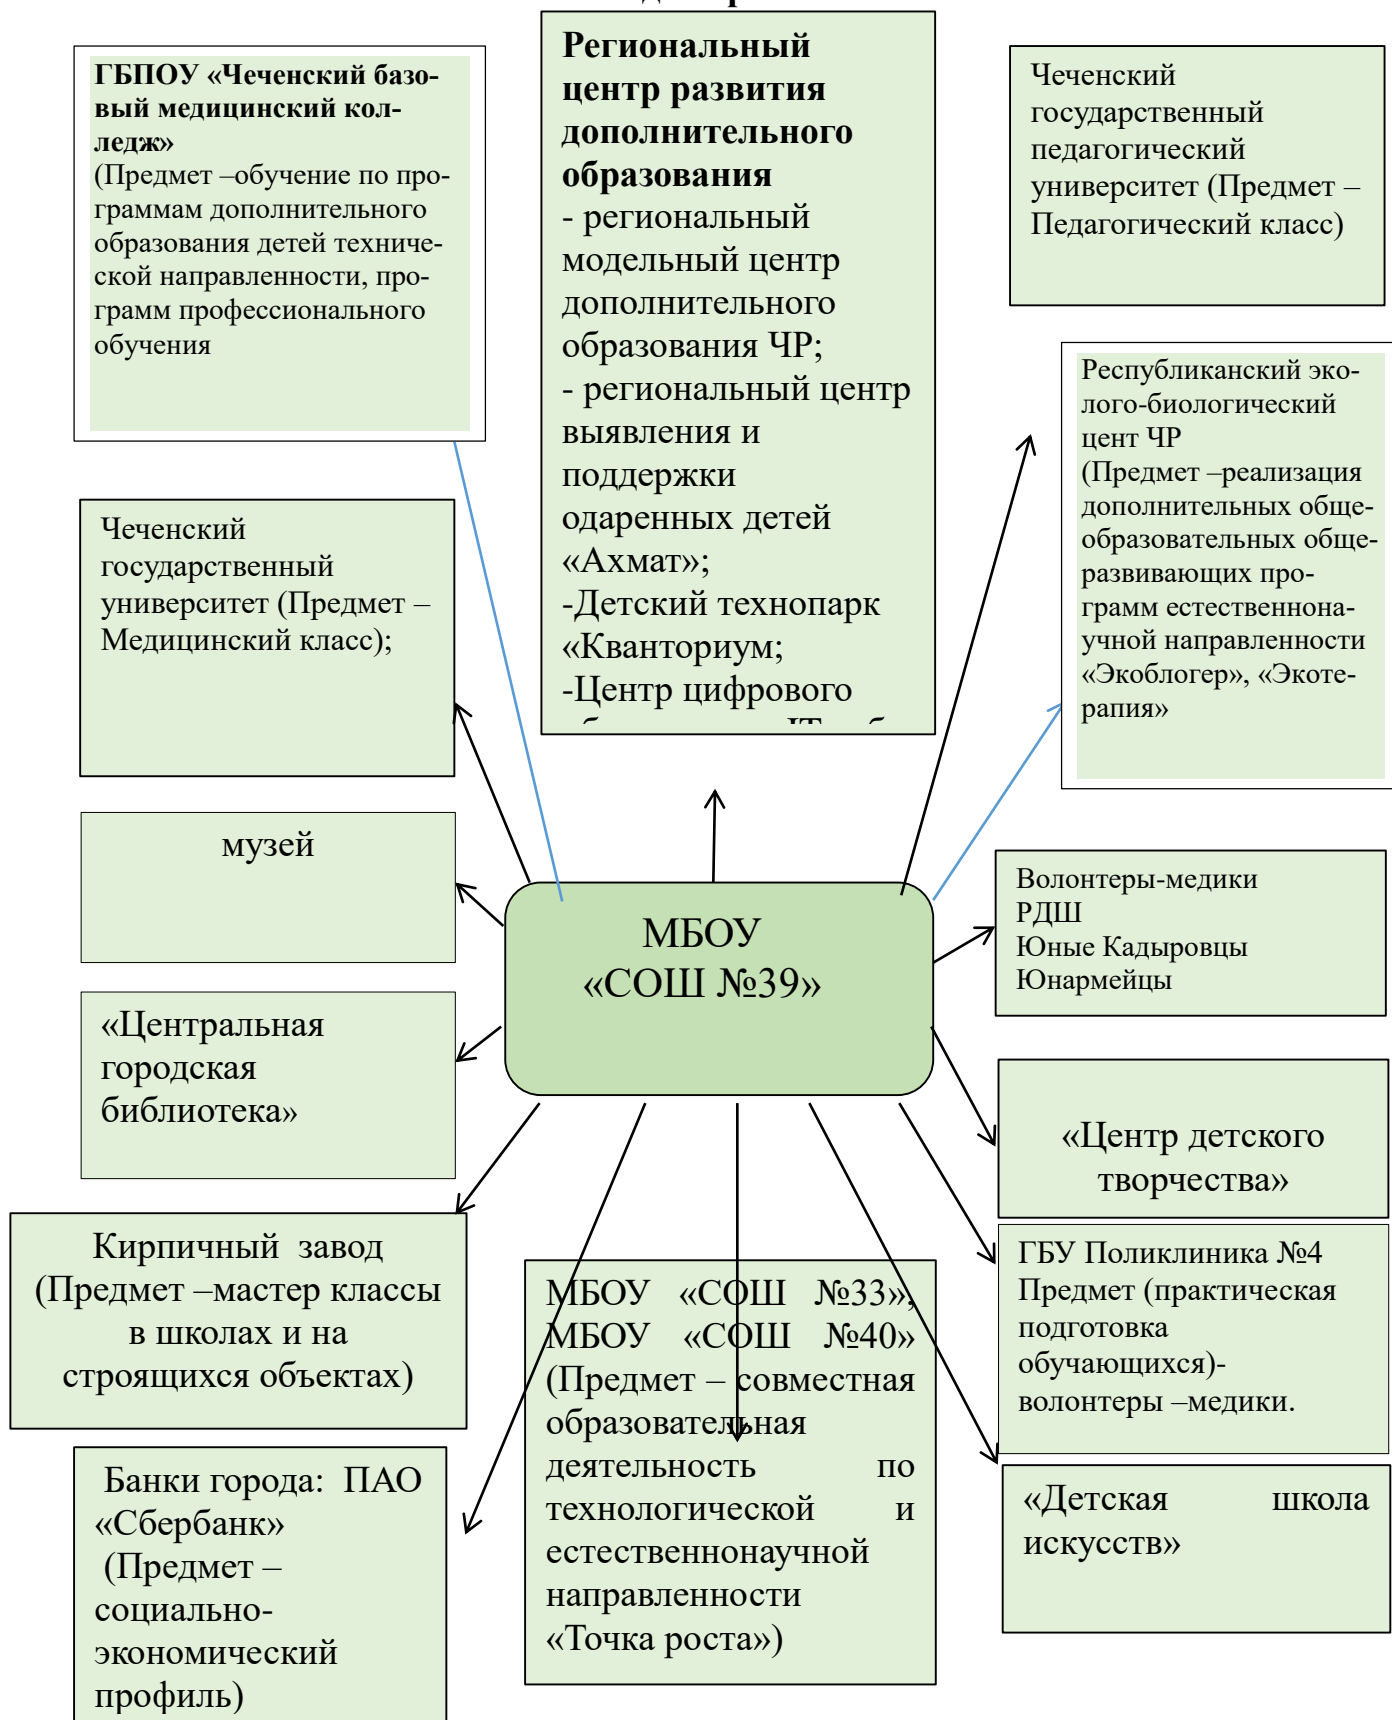 ГБПОУ «Чеченский базо-
вый медицинский кол-
ледж»
(Предмет –обучение по про-
граммам дополнительного
образования детей техниче-
ской направленности, про-
грамм профессионального
обучения
Региональный
центр развития
дополнительного
образования
- региональный
модельный центр
дополнительного
образования ЧР;
- региональный центр
выявления и
поддержки
одаренных детей
«Ахмат»;
-Детский технопарк
«Кванториум;
-Центр цифрового
Чеченский
государственный
педагогический
университет (Предмет –
Педагогический класс)
Республиканский эко-
лого-биологический
цент ЧР
(Предмет –реализация
дополнительных обще-
образовательных обще-
развивающих про-
грамм естественнона-
учной направленности
«Экоблогер», «Экоте-
рапия»
Чеченский
государственный
университет (Предмет –
Медицинский класс);
музей
МБОУ
«СОШ №39»
Волонтеры-медики
РДШ
Юные Кадыровцы
Юнармейцы
«Центральная
городская
библиотека»
«Центр детского
творчества»
Кирпичный завод
(Предмет –мастер классы
в школах и на
строящихся объектах)
МБОУ «СОШ №33»,
МБОУ «СОШ №40»
(Предмет – совместная
образовательная
деятельность по
технологической и
естественнонаучной
направленности
«Точка роста»)
ГБУ Поликлиника №4
Предмет (практическая
подготовка
обучающихся)-
волонтеры –медики.
Банки города: ПАО
«Сбербанк»
(Предмет –
социально-
экономический
профиль)
«Детская школа
искусств»